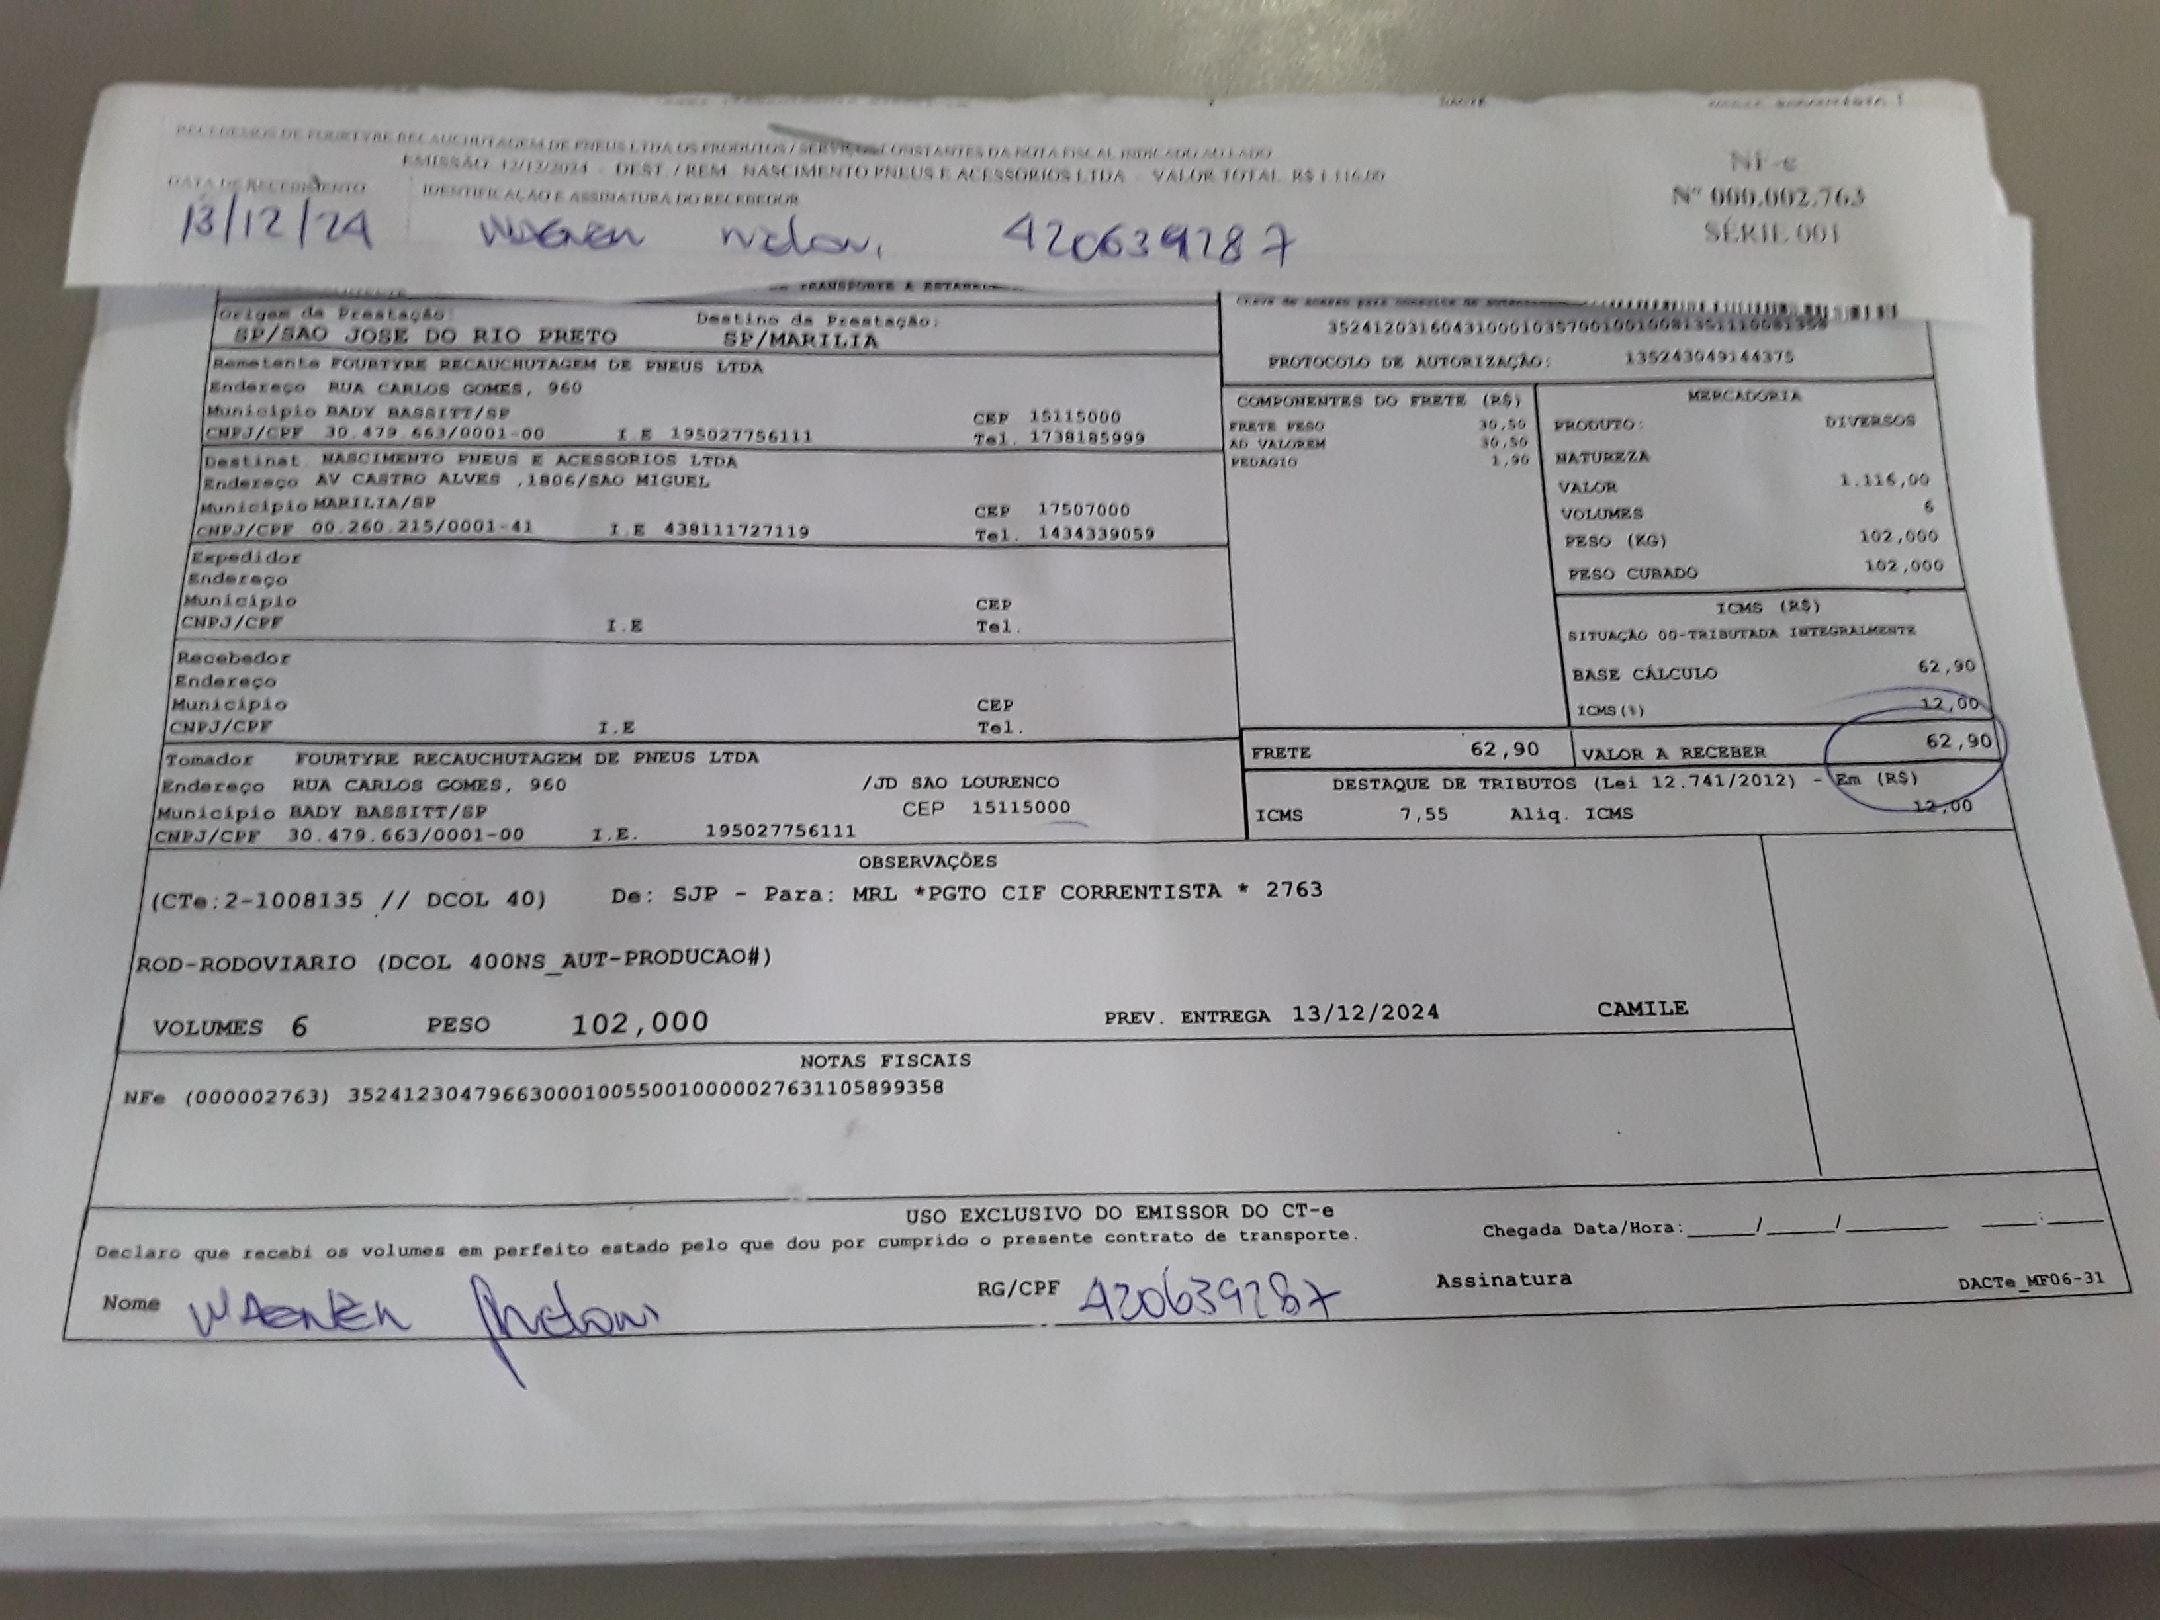 RECEBEMOS DE FOURTYRE RECAUCHUTAGEM DE PNEUS LTDA OS PRODUTOS / SERVIÇOS CONSTANTES DA NOTA FISCAL INDICADO AO LADO
EMISSÃO: 12/12/2024 - DEST. / REM. NASCIMENTO PNEUS E ACESSORIOS LTDA - VALOR TOTAL: R$ 1.116,00
NF-e
Nº 000.002.763
SÉRIE 001
DATA DE RECEBIMENTO IDENTIFICAÇÃO E ASSINATURA DO RECEBEDOR
13/12/24 WAGNER 420639287
Origem da Prestação: Destino da Prestação:
SP/SAO JOSE DO RIO PRETO SP/MARILIA
Remetente FOURTYRE RECAUCHUTAGEM DE PNEUS LTDA
Endereço RUA CARLOS GOMES, 960
Município BADY BASSITT/SP CEP 15115000
CNPJ/CPF 30.479.663/0001-00 I.E 195027756111 Tel. 1738185999
Destinat. NASCIMENTO PNEUS E ACESSORIOS LTDA
Endereço AV CASTRO ALVES ,1806/SAO MIGUEL
Município MARILIA/SP CEP 17507000
CNPJ/CPF 00.260.215/0001-41 I.E 438111727119 Tel. 1434339059
Expedidor
Endereço
Município CEP
CNPJ/CPF I.E Tel.
Recebedor
Endereço
Município CEP
CNPJ/CPF I.E Tel.
Tomador FOURTYRE RECAUCHUTAGEM DE PNEUS LTDA
Endereço RUA CARLOS GOMES, 960 /JD SAO LOURENCO
Município BADY BASSITT/SP CEP 15115000
CNPJ/CPF 30.479.663/0001-00 I.E. 195027756111
PROTOCOLO DE AUTORIZAÇÃO: 135243049144375
COMPONENTES DO FRETE (R$)
FRETE PESO 30,50
AD VALOREM 30,50
PEDAGIO 1,90
MERCADORIA
PRODUTO: DIVERSOS
NATUREZA
VALOR 1.116,00
VOLUMES 6
PESO (KG) 102,000
PESO CUBADO 102,000
ICMS (R$)
SITUAÇÃO 00-TRIBUTADA INTEGRALMENTE
BASE CÁLCULO 62,90
ICMS(%) 12,00
FRETE 62,90 VALOR A RECEBER 62,90
DESTAQUE DE TRIBUTOS (Lei 12.741/2012) - Em (R$)
ICMS 7,55 Aliq. ICMS 12,00
OBSERVAÇÕES
(CTe:2-1008135 // DCOL 40) De: SJP - Para: MRL *PGTO CIF CORRENTISTA * 2763
ROD-RODOVIARIO (DCOL 400NS_AUT-PRODUCAO#)
VOLUMES 6 PESO 102,000 PREV. ENTREGA 13/12/2024 CAMILE
NOTAS FISCAIS
NFe (000002763) 35241230479663000100550010000027631105899358
USO EXCLUSIVO DO EMISSOR DO CT-e
Declaro que recebi os volumes em perfeito estado pelo que dou por cumprido o presente contrato de transporte. Chegada Data/Hora:_____/_____/_______ ____:____
Nome WAGNER RG/CPF 420639287 Assinatura DACTe_MF06-31